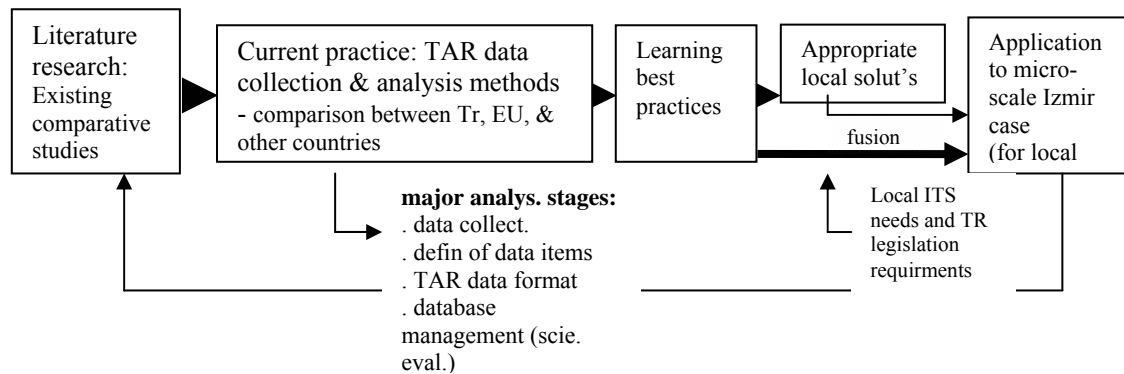 Literature
research:
Existing
comparative
studies
Current practice: TAR data
collection & analysis methods
- comparison between Tr, EU, &
other countries
Learning
best
practices
Appropriate
local solut's
Application
to micro-
scale Izmir
case
(for local
fusion
major analys. stages:
. data collect.
. defin of data items
. TAR data format
. database
management (scie.
eval.)
Local ITS
needs and TR
legislation
requirments